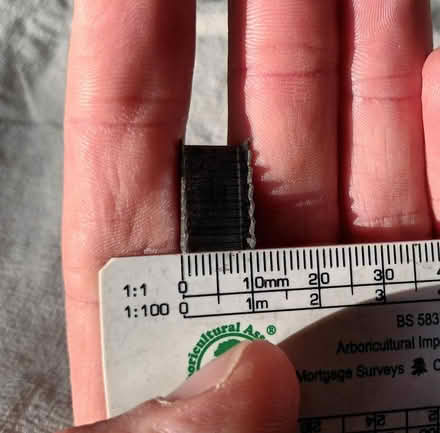 1:1 0 10mm 20 30
1:100 0 1m 2 3
BS 583
Arboricultural Imp
oricultural Ass ®
Mortgage Surveys